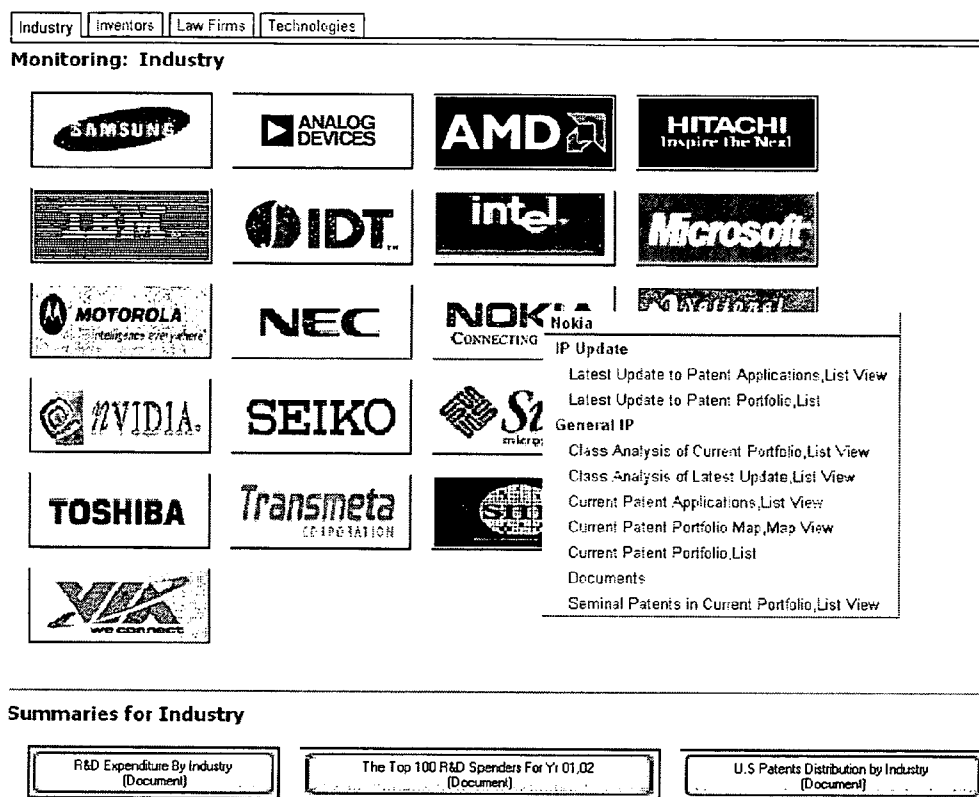 Industry
Inventors
Law Firms
Technologies
Monitoring: Industry
SAMSUNG
ANALOG
DEVICES
AMD
HITACHI
Inspire the Next
IBM
IDT
intel
Microsoft
MOTOROLA
intelligence everywhere
NEC
NOKIA
CONNECTING
National
Nokia
IP Update
Latest Update to Patent Applications,List View
Latest Update to Patent Portfolio,List
General IP
Class Analysis of Current Portfolio,List View
Class Analysis of Latest Update,List View
Current Patent Applications,List View
Current Patent Portfolio Map,Map View
Current Patent Portfolio,List
Documents
Seminal Patents in Current Portfolio,List View
nVIDIA
SEIKO
TOSHIBA
Transmeta
CORPORATION
VIA
we connect
Summaries for Industry
R&D Expenditure By Industry
(Document)
The Top 100 R&D Spenders For Yr 01,02
(Document)
U.S Patents Distribution by Industry
(Document)